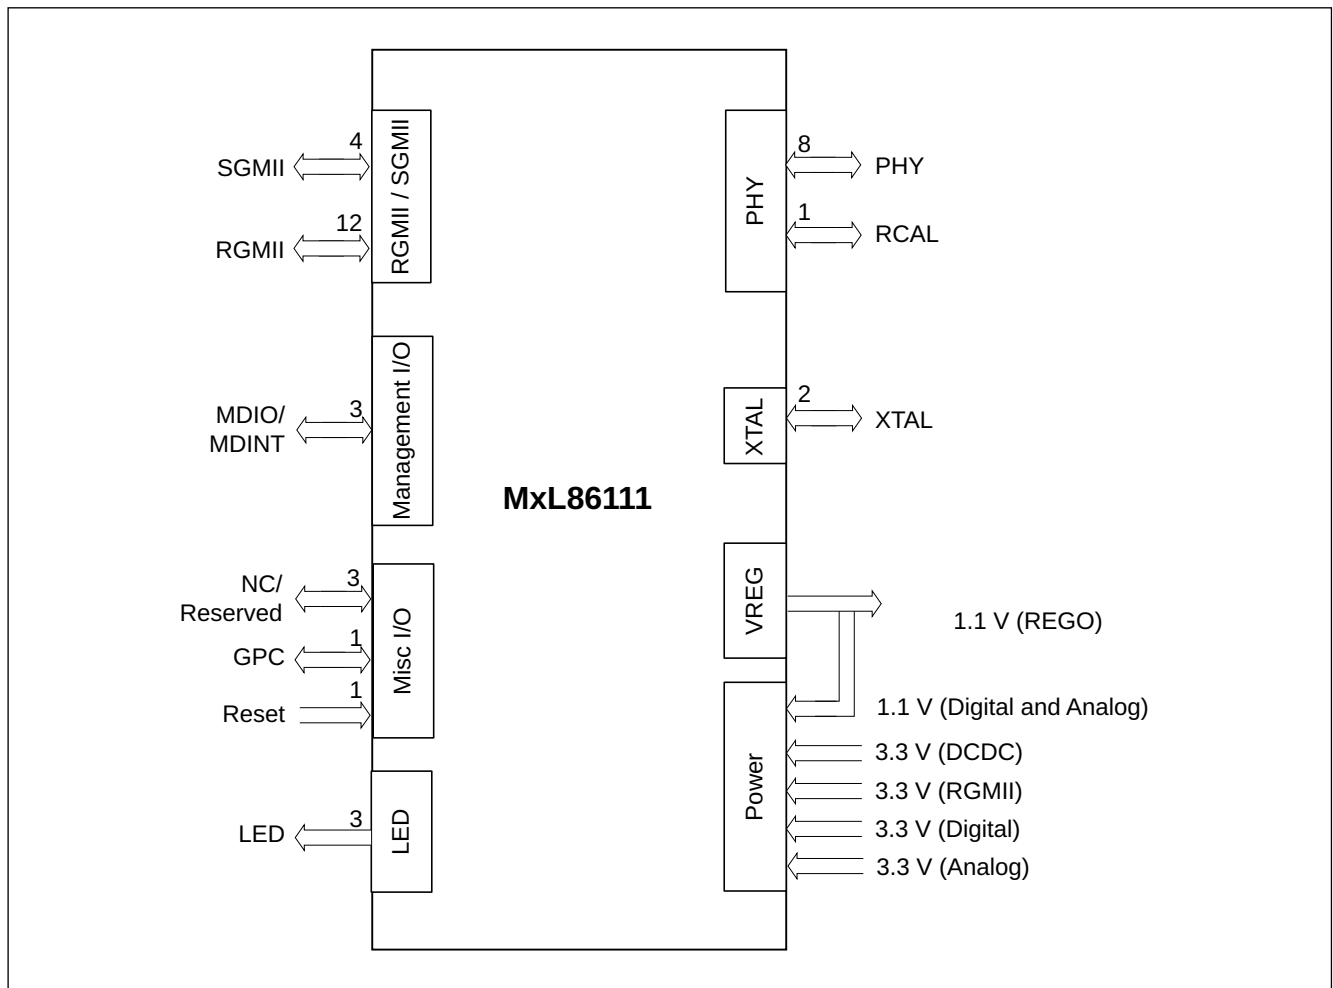 4
SGMII
12
RGMII
RGMII / SGMII
3
MDIO/
MDINT
Management I/O
NC/
3
Reserved
1
GPC
1
Reset
Misc I/O
3
LED
LED
MxL86111
PHY
8
PHY
1
RCAL
XTAL
2
XTAL
VREG
1.1 V (REGO)
Power
1.1 V (Digital and Analog)
3.3 V (DCDC)
3.3 V (RGMII)
3.3 V (Digital)
3.3 V (Analog)